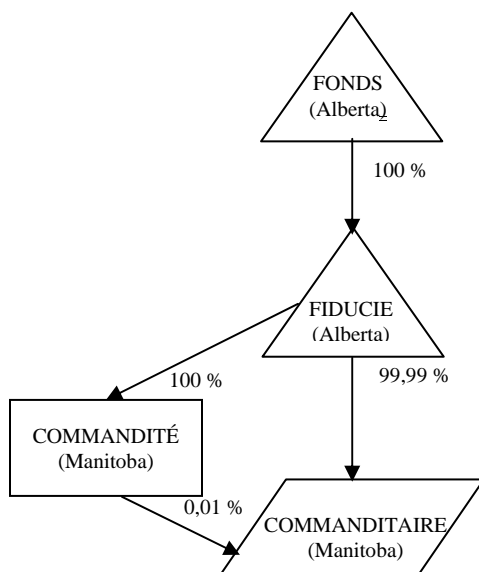 FONDS
(Alberta)
100 %
FIDUCIE
(Alberta)
100 %
99,99 %
COMMANDITÉ
(Manitoba)
0,01 %
COMMANDITAIRE
(Manitoba)